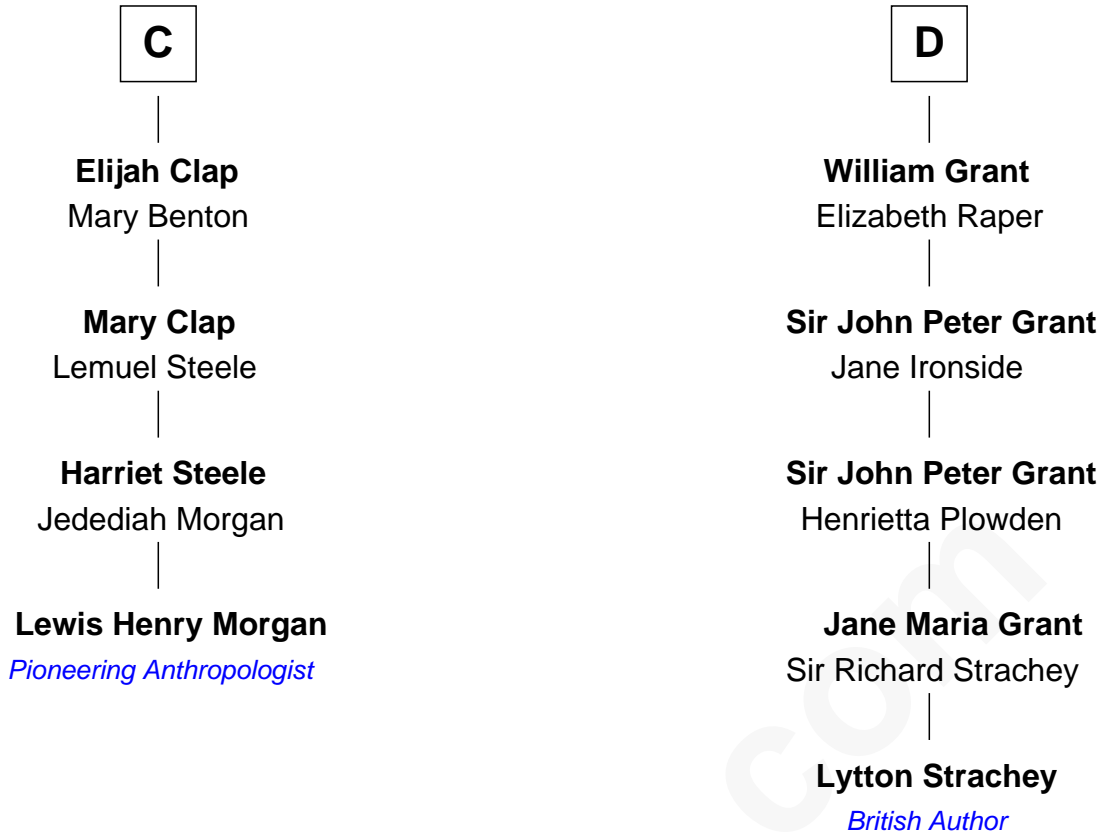 C
Elijah Clap
Mary Benton
Mary Clap
Lemuel Steele
Harriet Steele
Jedediah Morgan
Lewis Henry Morgan
Pioneering Anthropologist
D
William Grant
Elizabeth Raper
Sir John Peter Grant
Jane Ironside
Sir John Peter Grant
Henrietta Plowden
Jane Maria Grant
Sir Richard Strachey
Lytton Strachey
British Author
com